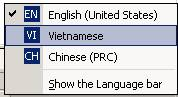 EN English (United States)
VI Vietnamese
CH Chinese (PRC)
Show the Language bar